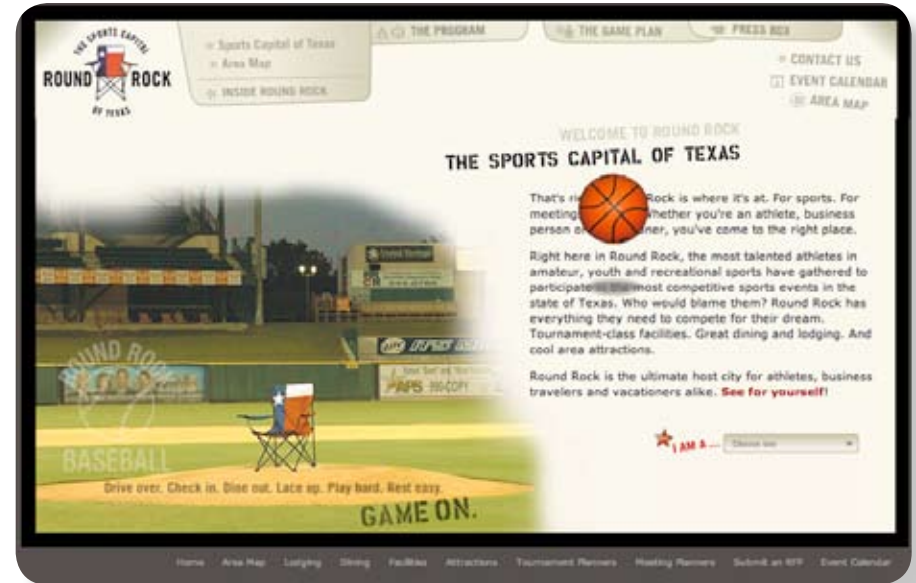 THE SPORTS CAPITAL
ROUND ROCK
OF TEXAS
Sports Capital of Texas
Area Map
INSIDE ROUND ROCK
THE PROGRAM
THE GAME PLAN
PRESS BOX
CONTACT US
EVENT CALENDAR
AREA MAP
WELCOME TO ROUND ROCK
THE SPORTS CAPITAL OF TEXAS
That's Rock is where it's at. For sports. For
meeting Whether you're an athlete, business
person you've come to the right place.
Right here in Round Rock, the most talented athletes in
amateur, youth and recreational sports have gathered to
participate most competitive sports events in the
state of Texas. Who would blame them? Round Rock has
everything they need to compete for their dream.
Tournament-class facilities. Great dining and lodging. And
cool area attractions.
Round Rock is the ultimate host city for athletes, business
travelers and vacationers alike. See for yourself!
I AM A ...
ROUND ROCK
BASEBALL
Drive over. Check in. Dine out. Lace up. Play hard. Rest easy.
GAME ON.
Home Area Map Lodging Dining Facilities Attractions Tournament Planners Meeting Planners Submit an RFP Event Calendar